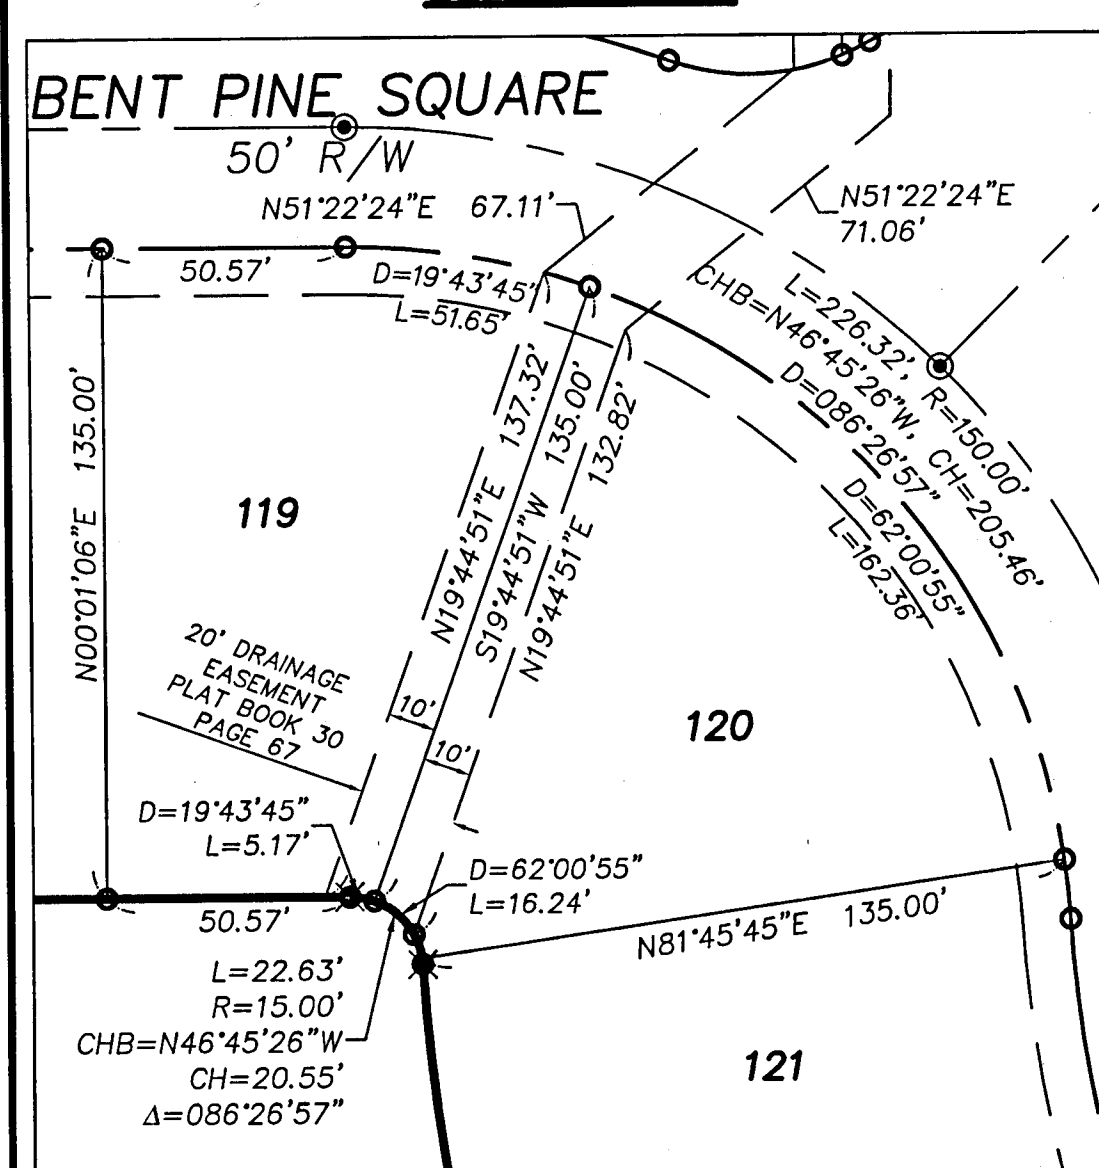 BENT PINE SQUARE
50' R/W
N51°22'24"E 67.11'
N51°22'24"E
71.06'
50.57'
D=19°43'45"
L=51.65'
L=226.32', R=150.00'
CHB=N46°45'26"W, CH=205.46'
D=086°26'57"
D=62°00'55"
L=162.36'
N00°01'06"E 135.00'
N19°44'51"E 137.32'
S19°44'51"W 135.00'
N19°44'51"E 132.82'
119
20' DRAINAGE
EASEMENT
PLAT BOOK 30
PAGE 67
10'
10'
120
D=19°43'45"
L=5.17'
D=62°00'55"
L=16.24'
50.57'
N81°45'45"E 135.00'
L=22.63'
R=15.00'
CHB=N46°45'26"W
CH=20.55'
Δ=086°26'57"
121